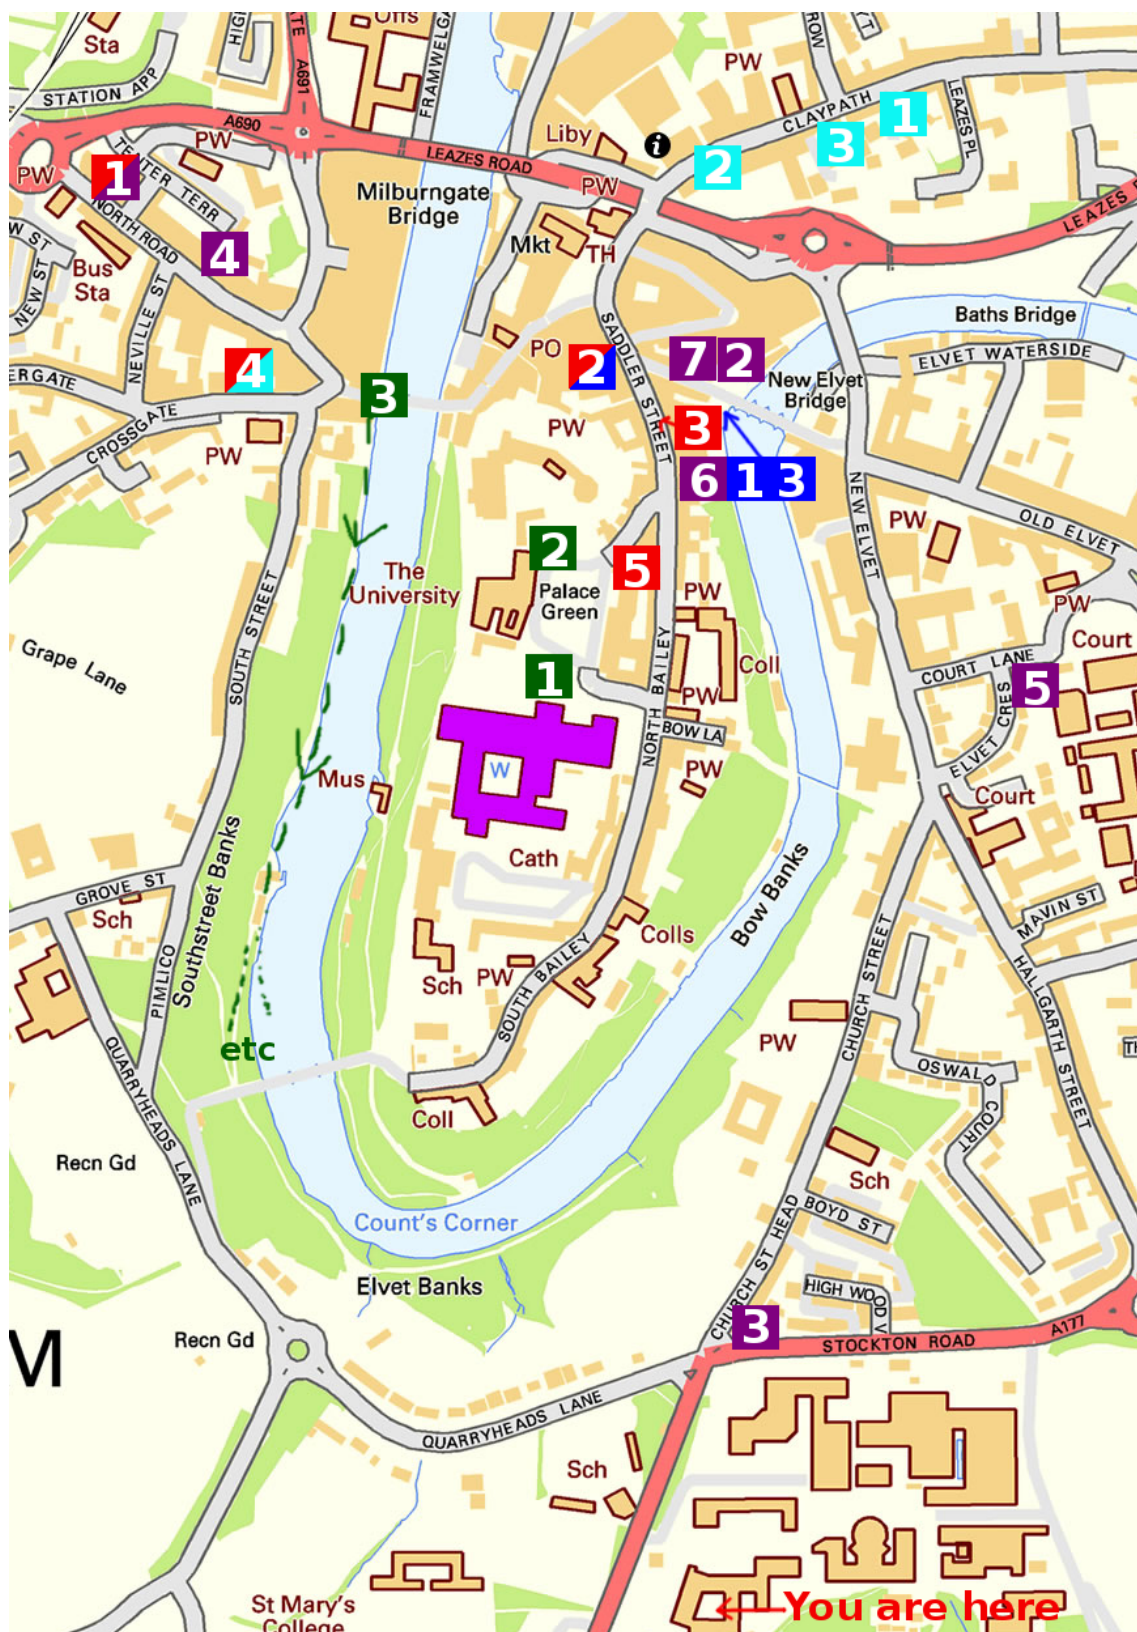 Offs
Sta
HIGH
A691
FRAMWELGA
ROW
PW
STATION APP
A690
CLAYPATH
LEAZES PL
1
PW
Liby
i
3
2
LEAZES ROAD
PW
1
TENTER TERR
PW
Milburngate
Bridge
LEAZES
NORTH ROAD
Mkt
TH
4
Bus
Sta
NEW ST
NEVILLE ST
Baths Bridge
SADDLER STREET
PO
7 2
ELVET WATERSIDE
4
2
New Elvet
Bridge
ERGATE
3
CROSSGATE
PW
PW
3
6 1 3
NEW ELVET
OLD ELVET
PW
2
The
University
5
Palace
Green
PW
PW
SOUTH STREET
Grape Lane
Court
COURT LANE
Coll
1
NORTH BAILEY
PW
5
ELVET CRES
BOW LA
W
Mus
PW
Court
Cath
Southstreet Banks
GROVE ST
Sch
Bow Banks
MAVIN ST
Colls
CHURCH STREET
PIMLICO
Sch
PW
SOUTH BAILEY
HALLGARTH STREET
etc
PW
QUARRYHEADS LANE
OSWALD COURT
Coll
Recn Gd
Sch
Count's Corner
BOYD ST
Elvet Banks
HIGH WOOD V
CHURCH ST HEAD
3
Recn Gd
M
STOCKTON ROAD
A177
QUARRYHEADS LANE
Sch
You are here
St Mary's
College